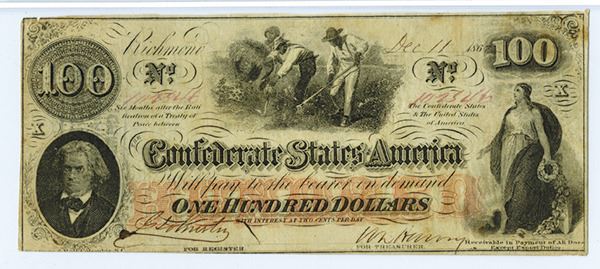 Richmond Dec 11 186
100 100
No. No.
Six Months after the Rati
fication of a Treaty of
Peace between
The Confederate States
& The United States
of America
X
Confederate States America
Will pay to the bearer on demand
ONE HUNDRED DOLLARS
WITH INTEREST AT TWO CENTS PER DAY
FOR REGISTER
FOR TREASURER.
Receivable in Payment of All Dues
Except Export Duties